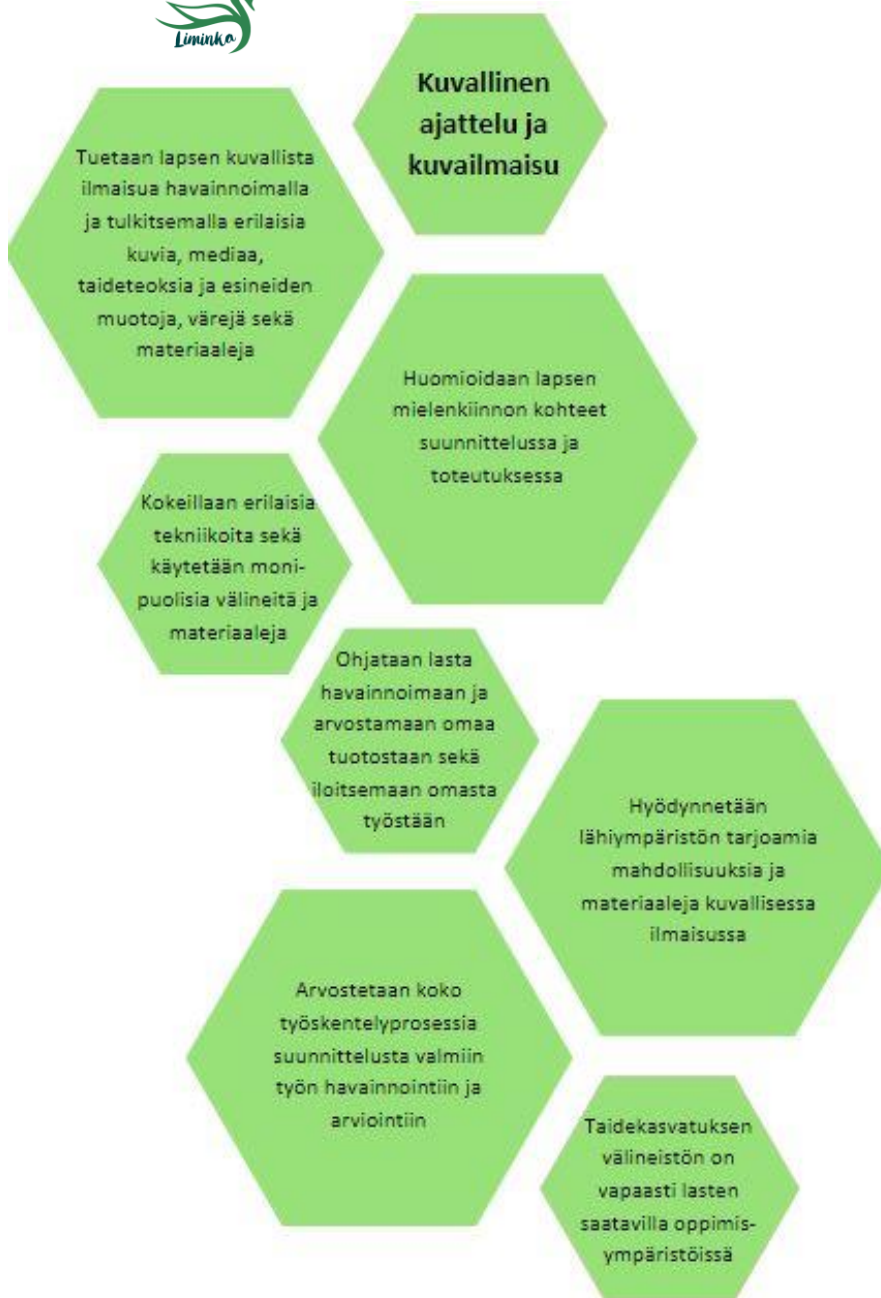 Liminka
Kuvallinen
ajattelu ja
kuvailmaisu
Tuetaan lapsen kuvallista
ilmaisua havainnoimalla
ja tulkitsemalla erilaisia
kuvia, mediaa,
taideteoksia ja esineiden
muotoja, värejä sekä
materiaaleja
Huomioidaan lapsen
mielenkiinnon kohteet
suunnittelussa ja
toteutuksessa
Kokeillaan erilaisia
tekniikoita sekä
käytetään moni-
puolisia välineitä ja
materiaaleja
Ohjataan lasta
havainnoimaan ja
arvostamaan omaa
tuotostaan sekä
iloitsemaan omasta
työstään
Hyödynnetään
lähiympäristön tarjoamia
mahdollisuuksia ja
materiaaleja kuvallisessa
ilmaisussa
Arvostetaan koko
työskentelyprosessia
suunnittelusta valmiin
työn havainnointiin ja
arviointiin
Taidekasvatuksen
välineistön on
vapaasti lasten
saatavilla oppimis-
ympäristöissä